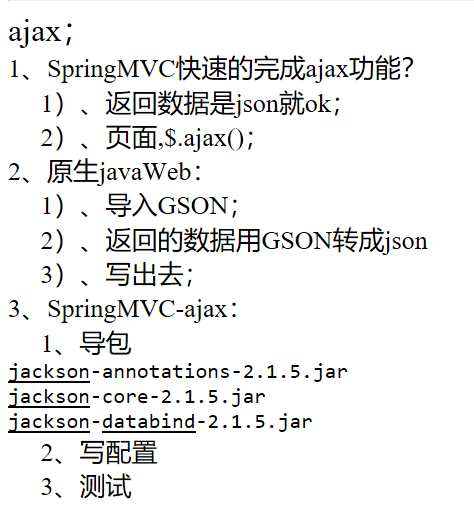 ajax；
1、SpringMVC快速的完成ajax功能？
1）、返回数据是json就ok；
2）、页面,$.ajax()；
2、原生javaWeb：
1）、导入GSON；
2）、返回的数据用GSON转成json
3）、写出去；
3、SpringMVC-ajax：
1、导包
jackson-annotations-2.1.5.jar
jackson-core-2.1.5.jar
jackson-databind-2.1.5.jar
2、写配置
3、测试